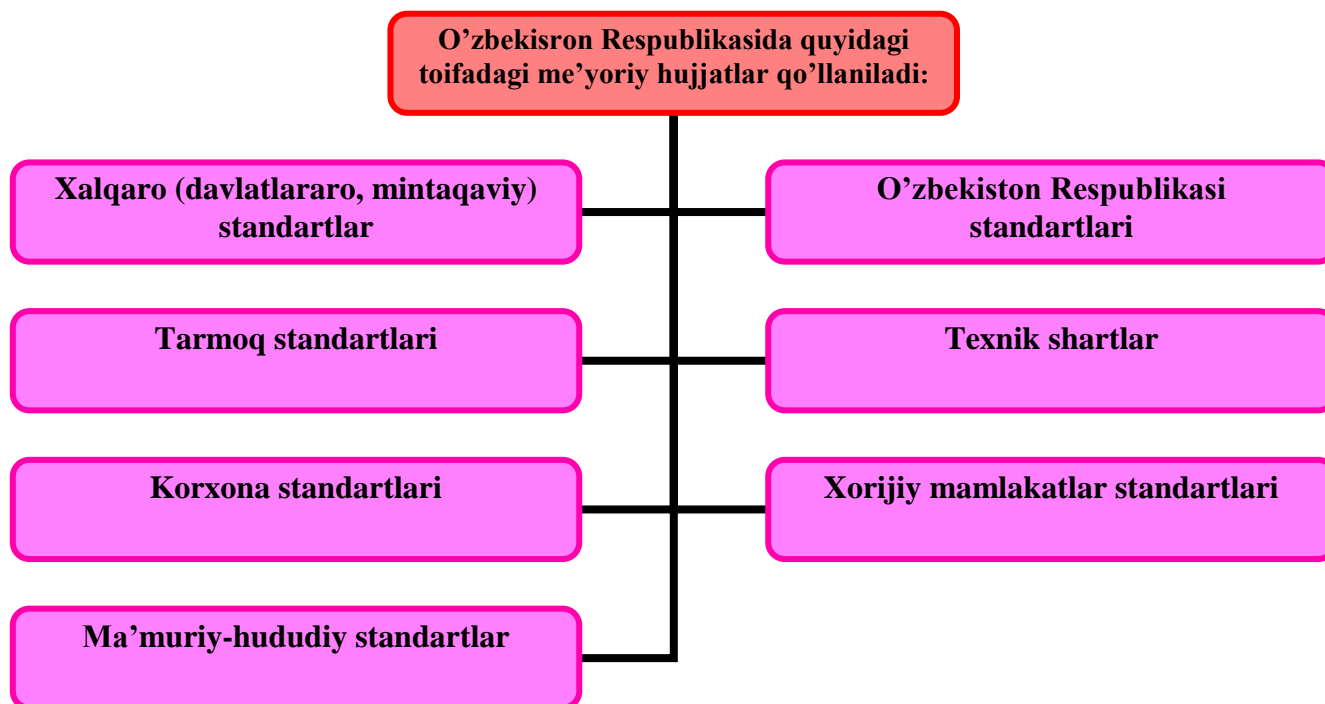 O’zbekisron Respublikasida quyidagi
toifadagi me’yoriy hujjatlar qo’llaniladi:
Xalqaro (davlatlararo, mintaqaviy)
standartlar
O’zbekiston Respublikasi
standartlari
Tarmoq standartlari
Texnik shartlar
Korxona standartlari
Xorijiy mamlakatlar standartlari
Ma’muriy-hududiy standartlar